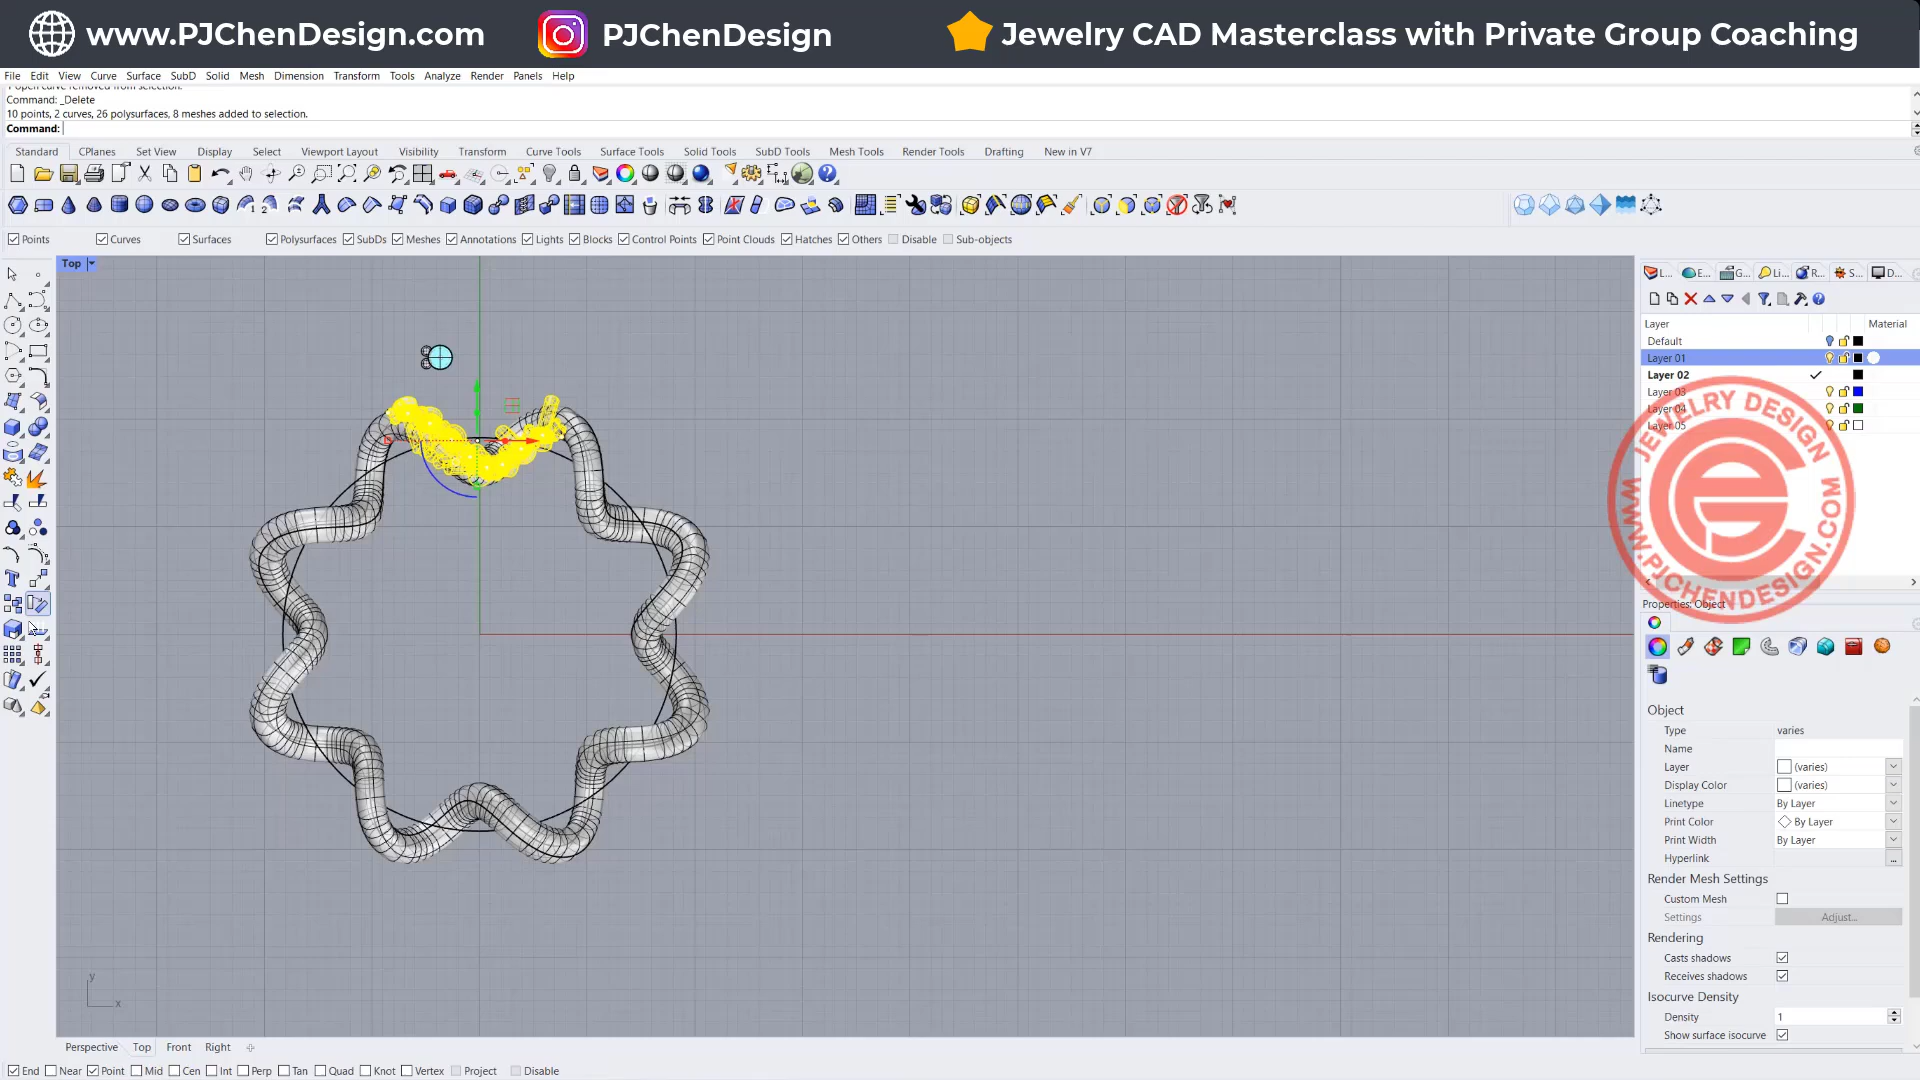 www.PJChenDesign.com PJChenDesign Jewelry CAD Masterclass with Private Group Coaching
File Edit View Curve Surface SubD Solid Mesh Dimension Transform Tools Analyze Render Panels Help
1 open curve removed from selection.
Command: _Delete
10 points, 2 curves, 26 polysurfaces, 8 meshes added to selection.
Command:
Standard CPlanes Set View Display Select Viewport Layout Visibility Transform Curve Tools Surface Tools Solid Tools SubD Tools Mesh Tools Render Tools Drafting New in V7
Points Curves Surfaces Polysurfaces SubDs Meshes Annotations Lights Blocks Control Points Point Clouds Hatches Others Disable Sub-objects
Top
L... E... G... Li... R... S... D...
Layer Material
Default
Layer 01
Layer 02
Layer 03
Layer 04
Layer 05
JEWELRY DESIGN
WWW.PJCHENDESIGN.COM
Properties: Object
Object
Type varies
Name
Layer (varies)
Display Color (varies)
Linetype By Layer
Print Color By Layer
Print Width By Layer
Hyperlink ...
Render Mesh Settings
Custom Mesh
Settings Adjust...
Rendering
Casts shadows
Receives shadows
Isocurve Density
Density 1
Show surface isocurve
y
x
Perspective Top Front Right
End Near Point Mid Cen Int Perp Tan Quad Knot Vertex Project Disable